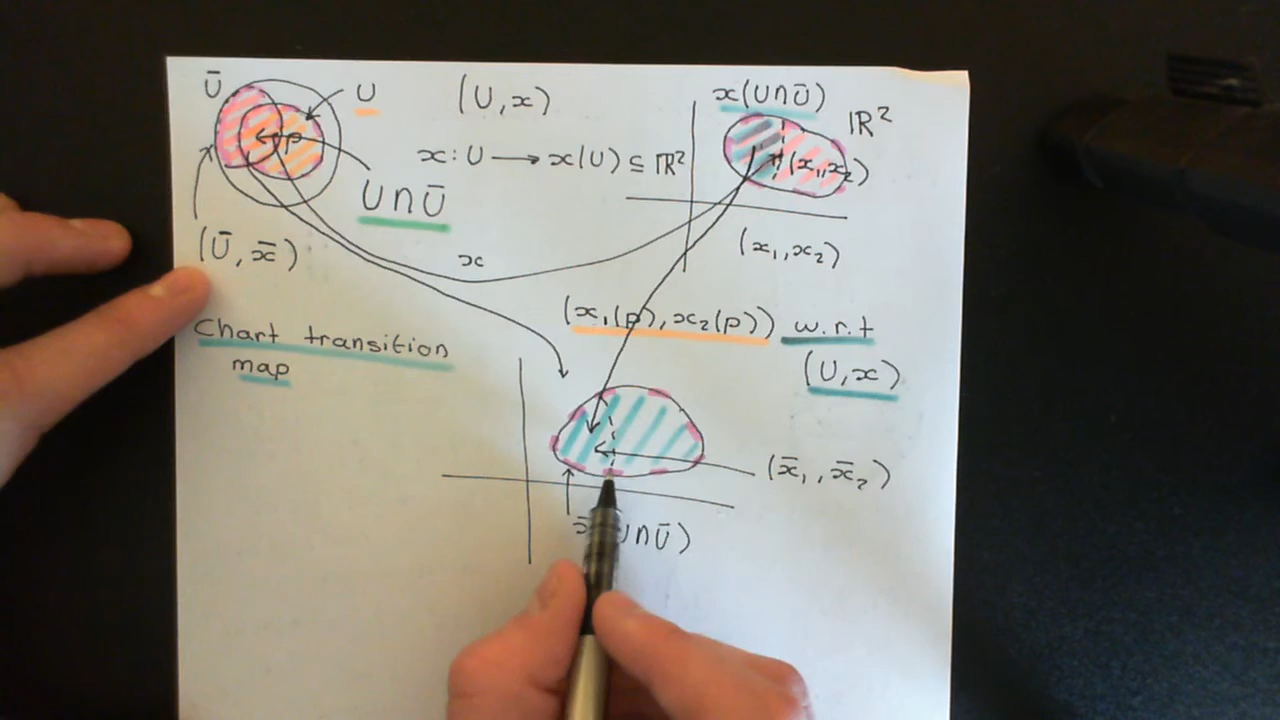 Ū
U
(U, x)
x(U∩Ū)
ℝ²
p
x : U ⟶ x(U) ⊆ ℝ²
(x₁, x₂)
U∩Ū
(Ū, x̄)
x
(x₁, x₂)
(x₁(p), x₂(p)) w.r.t
(U, x)
Chart transition
map
(x̄₁, x̄₂)
∩Ū)